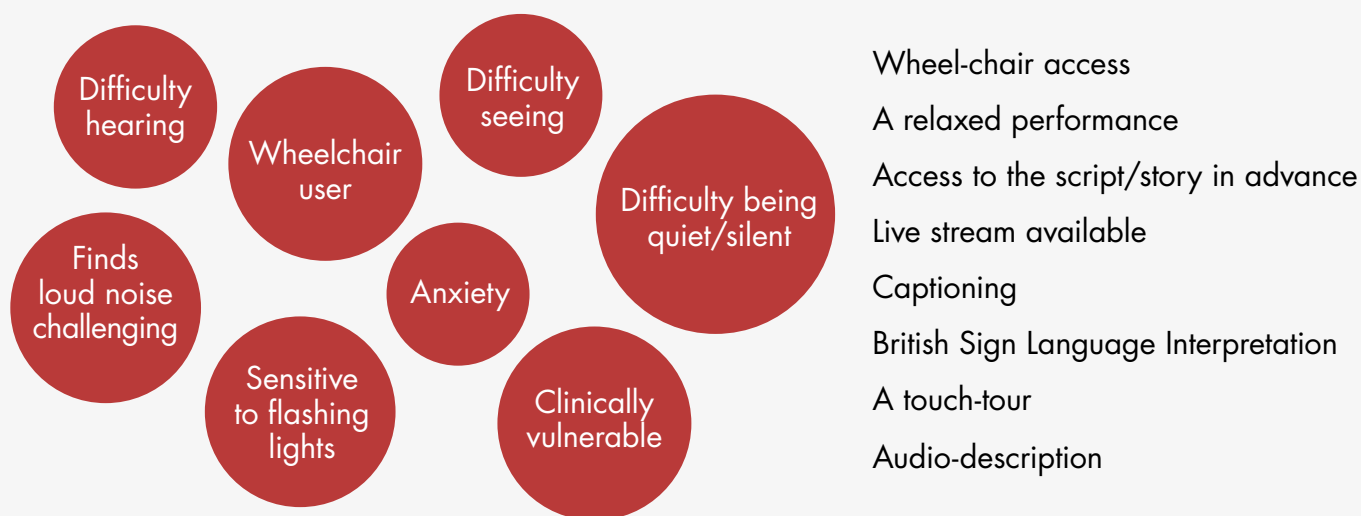 Difficulty
hearing
Wheelchair
user
Difficulty
seeing
Difficulty being
quiet/silent
Finds
loud noise
challenging
Anxiety
Sensitive
to flashing
lights
Clinically
vulnerable
Wheel-chair access
A relaxed performance
Access to the script/story in advance
Live stream available
Captioning
British Sign Language Interpretation
A touch-tour
Audio-description